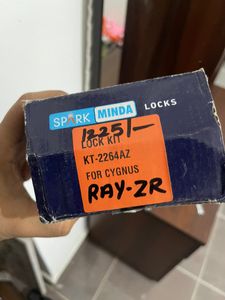 SPARK MINDA LOCKS
1225/-
LOCK KIT
KT-2264AZ
FOR CYGNUS
RAY-ZR